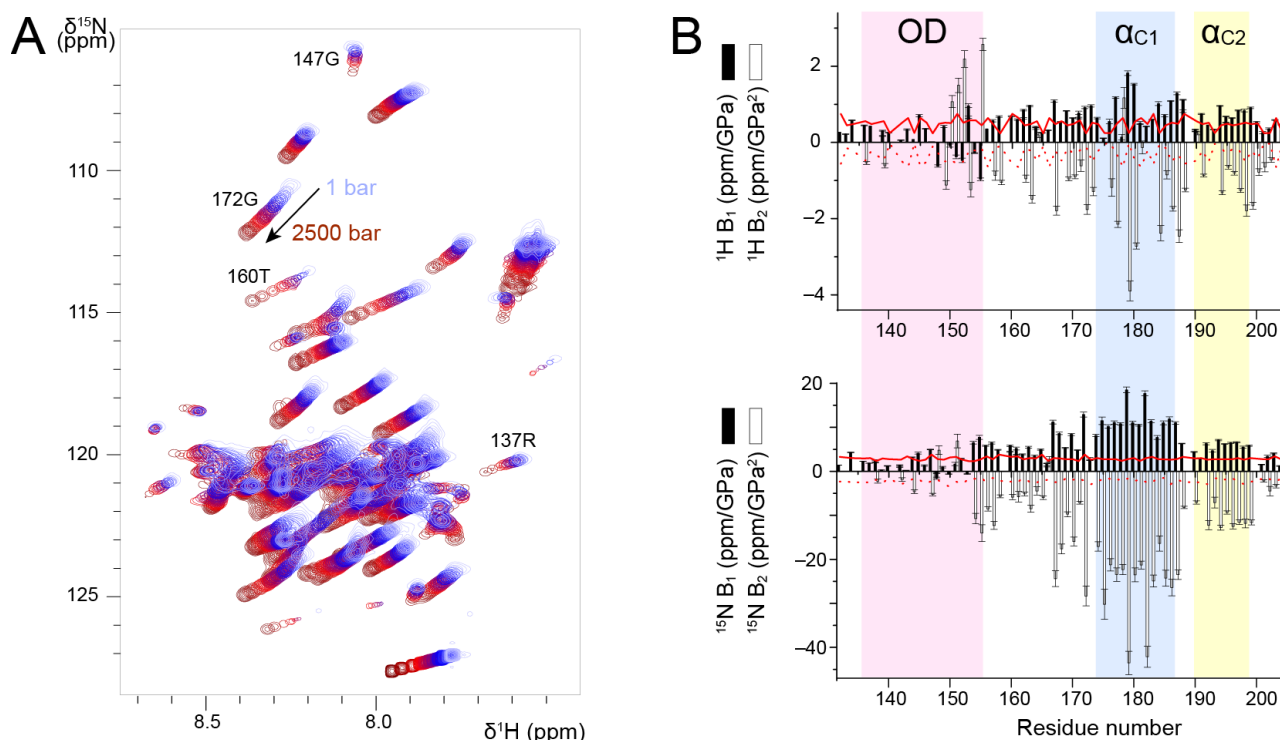 A
δ¹⁵N
(ppm)
147G
110
172G
1 bar
2500 bar
160T
115
120
137R
125
8.5
8.0
δ¹H (ppm)
B
OD
αC1
αC2
¹H B₁ (ppm/GPa)
¹H B₂ (ppm/GPa²)
2
0
−2
−4
140
150
160
170
180
190
200
¹⁵N B₁ (ppm/GPa)
¹⁵N B₂ (ppm/GPa²)
20
0
−20
−40
140
150
160
170
180
190
200
Residue number